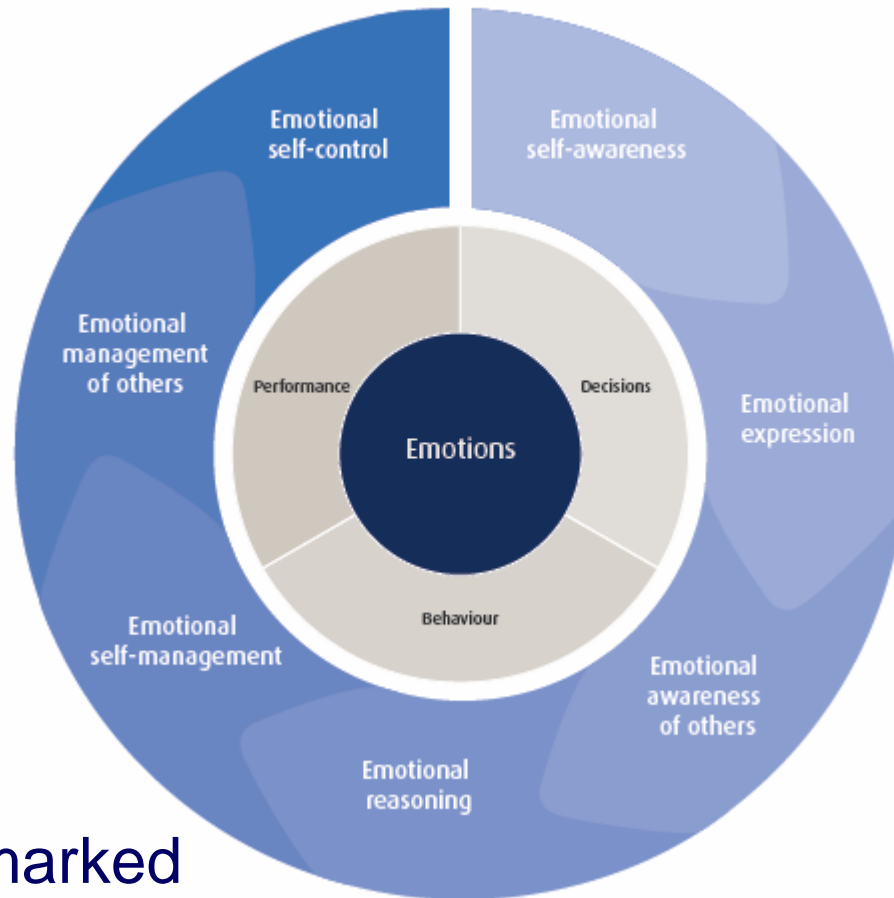 Emotional
self-control
Emotional
self-awareness
Emotional
management
of others
Performance
Decisions
Emotions
Emotional
expression
Behaviour
Emotional
self-management
Emotional
awareness
of others
Emotional
reasoning